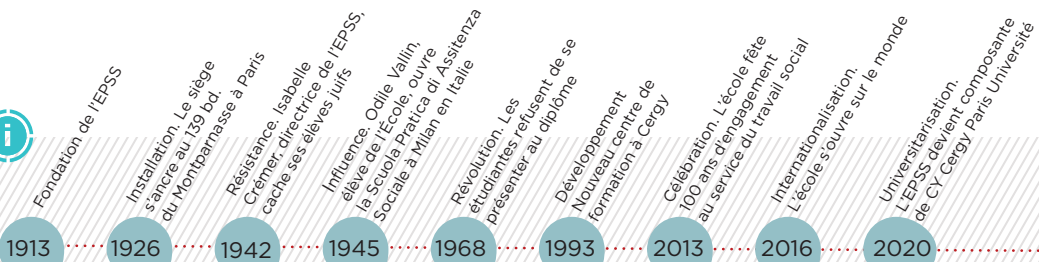 i
Fondation de l'EPSS
1913
Installation. Le siège
s'ancre au 139 bd.
du Montparnasse à Paris
1926
Résistance. Isabelle
Crémer, directrice de l'EPSS,
cache ses élèves juifs
1942
Influence. Odile Vallin,
élève de l'École, ouvre
la Scuola Pratica di Assitenza
Sociale à Milan en Italie
1945
Révolution. Les
étudiantes refusent de se
présenter au diplôme
1968
Développement
Nouveau centre de
formation à Cergy
1993
Célébration. L'école fête
100 ans d'engagement
au service du travail social
2013
Internationalisation.
L'école s'ouvre sur le monde
2016
Universitarisation.
L'EPSS devient composante
de CY Cergy Paris Université
2020